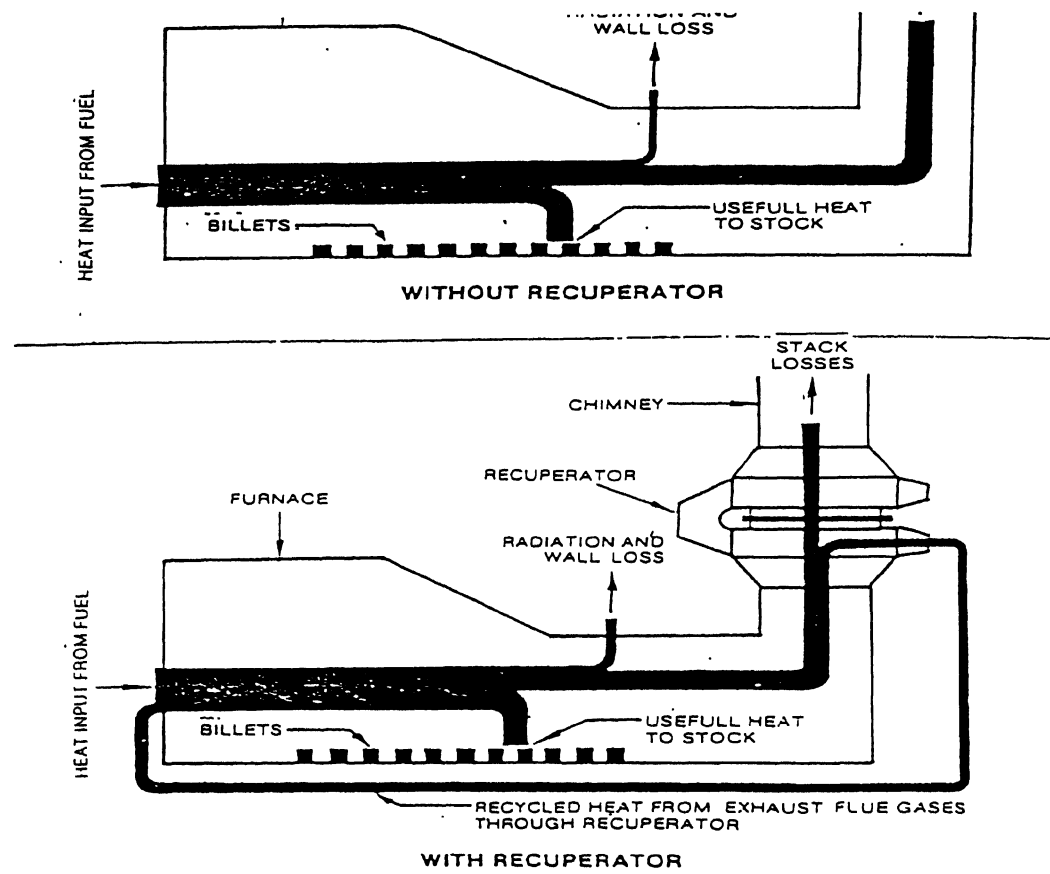 RADIATION AND
WALL LOSS
HEAT INPUT FROM FUEL
BILLETS
USEFULL HEAT
TO STOCK
WITHOUT RECUPERATOR
STACK
LOSSES
CHIMNEY
RECUPERATOR
FURNACE
RADIATION AND
WALL LOSS
HEAT INPUT FROM FUEL
BILLETS
USEFULL HEAT
TO STOCK
RECYCLED HEAT FROM EXHAUST FLUE GASES
THROUGH RECUPERATOR
WITH RECUPERATOR